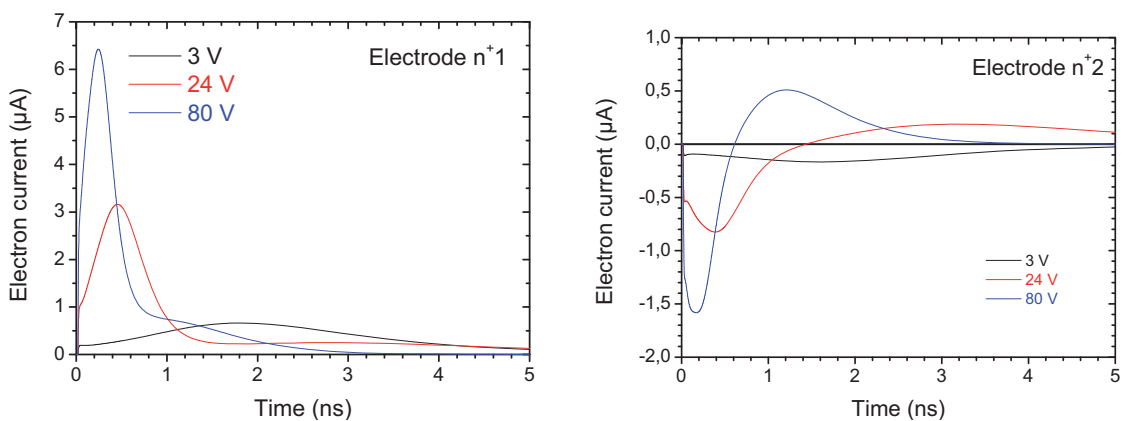 7
6
5
4
3
2
1
0
3 V
24 V
80 V
Electrode n⁺1
Electron current (µA)
0 1 2 3 4 5
Time (ns)
1,0
0,5
0,0
-0,5
-1,0
-1,5
-2,0
Electrode n⁺2
3 V
24 V
80 V
Electron current (µA)
0 1 2 3 4 5
Time (ns)